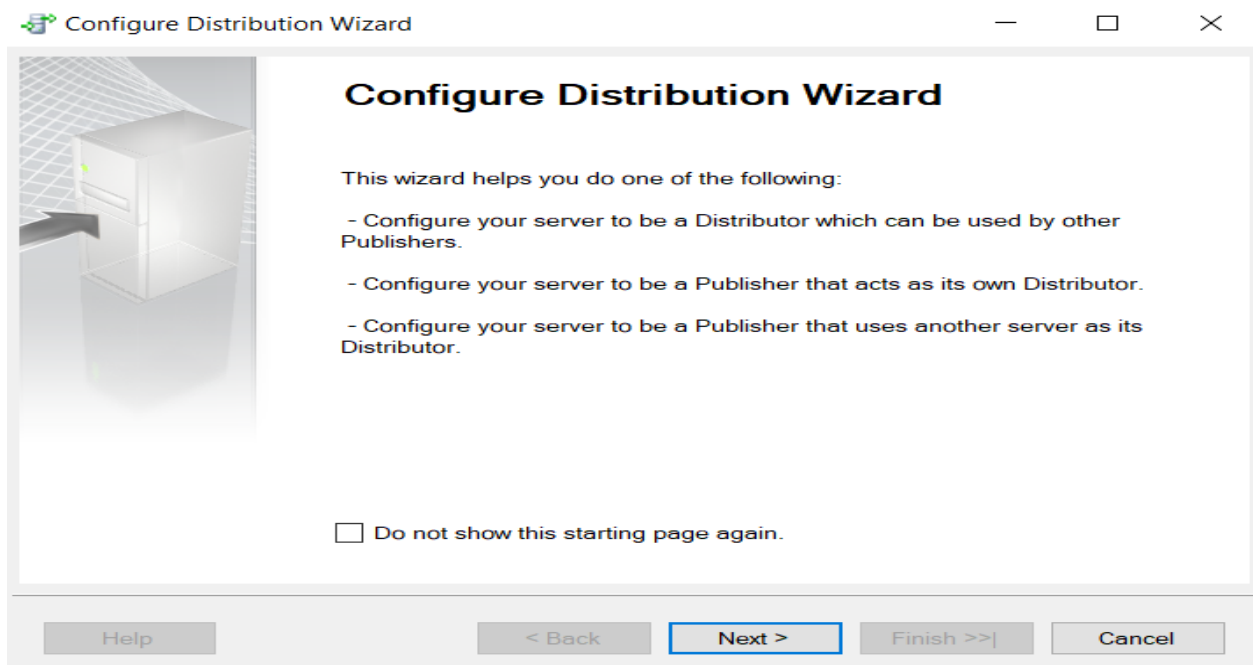 Configure Distribution Wizard
Configure Distribution Wizard
This wizard helps you do one of the following:
- Configure your server to be a Distributor which can be used by other
Publishers.
- Configure your server to be a Publisher that acts as its own Distributor.
- Configure your server to be a Publisher that uses another server as its
Distributor.
Do not show this starting page again.
Help < Back Next > Finish >>| Cancel